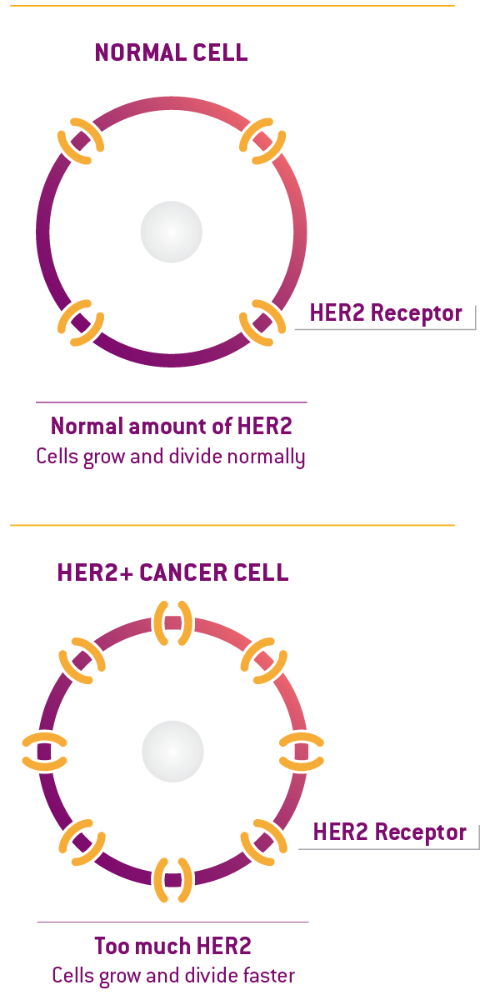 NORMAL CELL
HER2 Receptor
Normal amount of HER2
Cells grow and divide normally
HER2+ CANCER CELL
HER2 Receptor
Too much HER2
Cells grow and divide faster